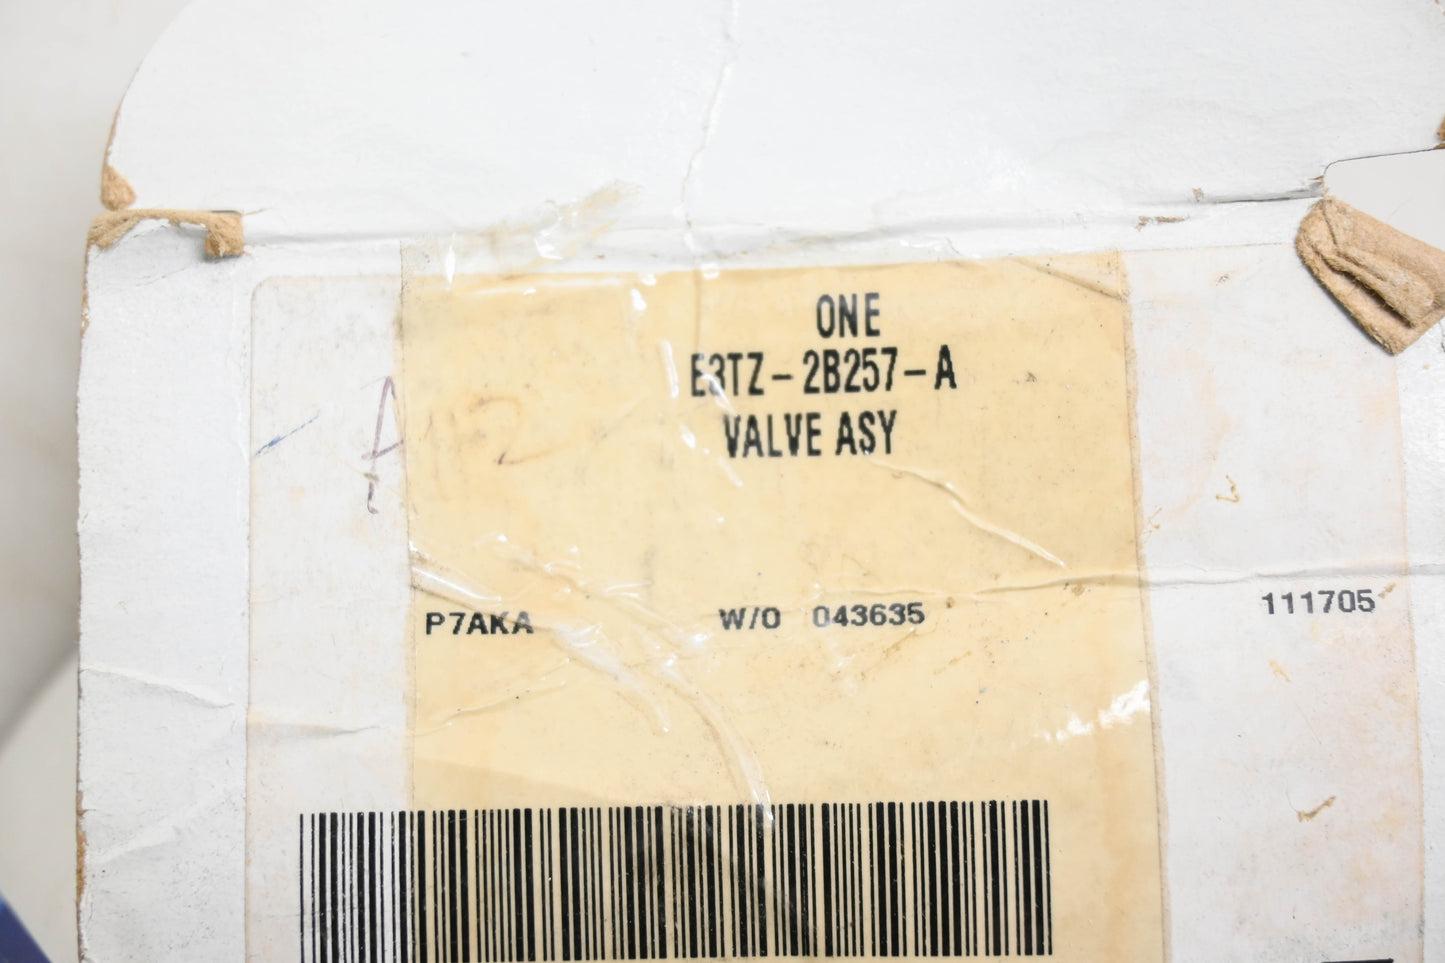 ONE
E3TZ-2B257-A
VALVE ASY
P7AKA W/O 043635 111705